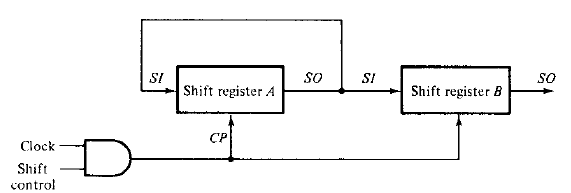 SI
Shift register A
SO
SI
Shift register B
SO
CP
Clock
Shift
control